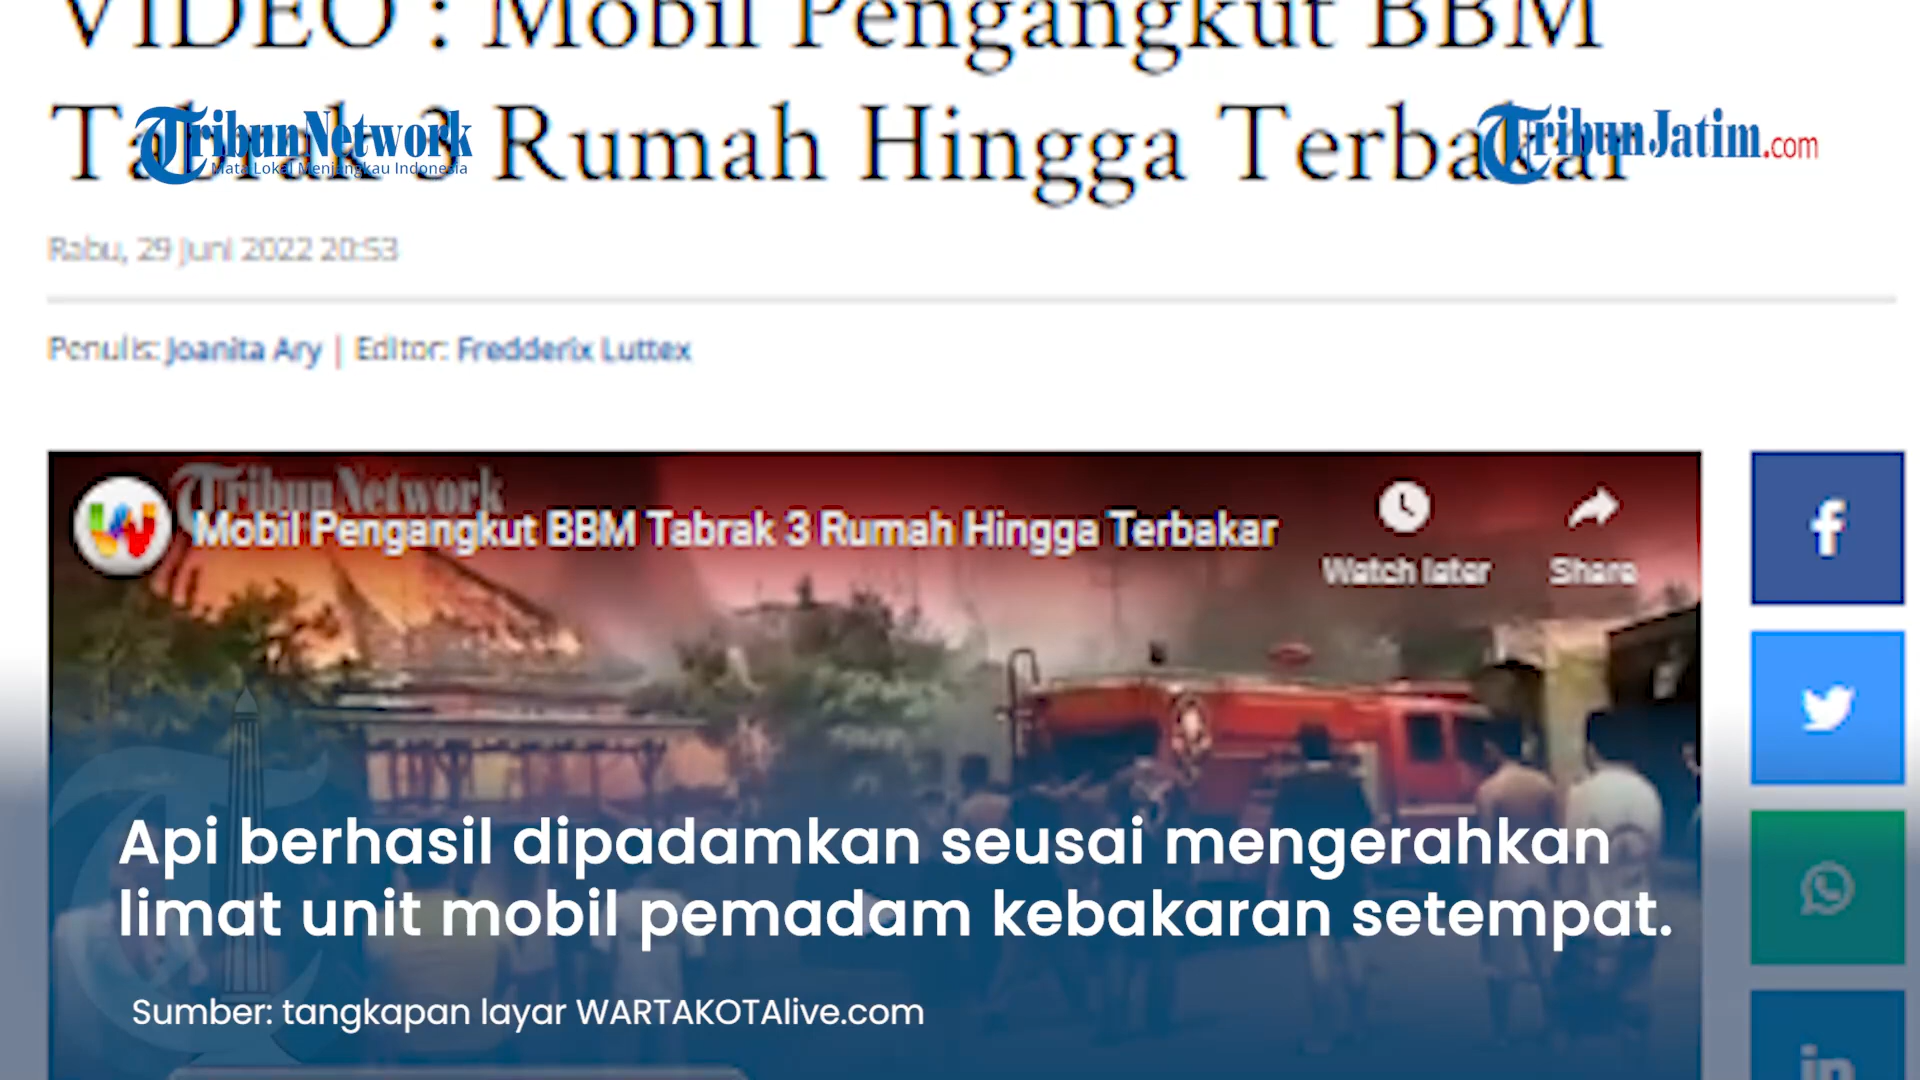 VIDEO : Mobil Pengangkut BBM
Tabrak 3 Rumah Hingga Terbakar
TribunNetwork
Mata Lokal Menjangkau Indonesia
TribunJatim.com
Rabu, 29 Juni 2022 20:53
Penulis: Joanita Ary | Editor: Fredderix Luttex
TribunNetwork
Mobil Pengangkut BBM Tabrak 3 Rumah Hingga Terbakar
Watch later
Share
Api berhasil dipadamkan seusai mengerahkan
limat unit mobil pemadam kebakaran setempat.
Sumber: tangkapan layar WARTAKOTAlive.com